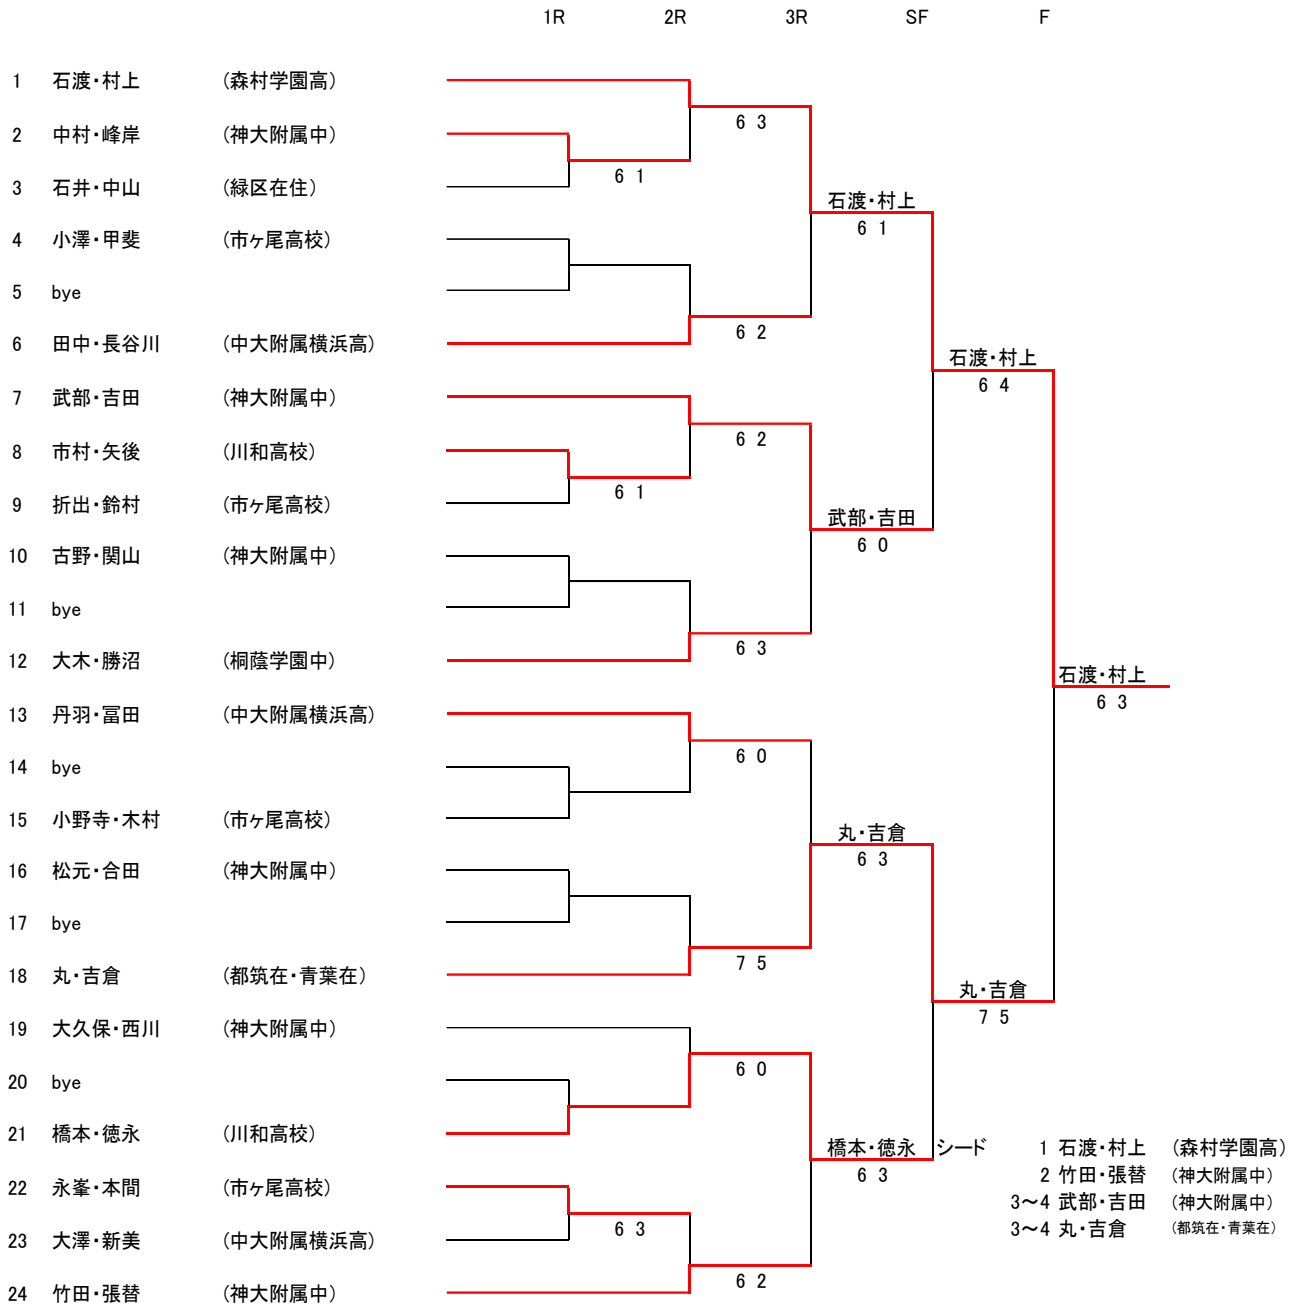 1R 2R 3R SF F
1 石渡・村上 (森村学園高)
6 3
2 中村・峰岸 (神大附属中)
6 1
3 石井・中山 (緑区在住)
石渡・村上
6 1
4 小澤・甲斐 (市ヶ尾高校)
5 bye
6 2
6 田中・長谷川 (中大附属横浜高)
石渡・村上
6 4
7 武部・吉田 (神大附属中)
6 2
8 市村・矢後 (川和高校)
6 1
9 折出・鈴村 (市ヶ尾高校)
武部・吉田
6 0
10 古野・関山 (神大附属中)
11 bye
6 3
12 大木・勝沼 (桐蔭学園中)
石渡・村上
6 3
13 丹羽・冨田 (中大附属横浜高)
6 0
14 bye
15 小野寺・木村 (市ヶ尾高校)
丸・吉倉
6 3
16 松元・合田 (神大附属中)
17 bye
7 5
18 丸・吉倉 (都筑在・青葉在)
丸・吉倉
7 5
19 大久保・西川 (神大附属中)
6 0
20 bye
21 橋本・徳永 (川和高校)
橋本・徳永 シード 1 石渡・村上 (森村学園高)
6 3 2 竹田・張替 (神大附属中)
22 永峯・本間 (市ヶ尾高校)
3～4 武部・吉田 (神大附属中)
6 3 3～4 丸・吉倉 (都筑在・青葉在)
23 大澤・新美 (中大附属横浜高)
6 2
24 竹田・張替 (神大附属中)